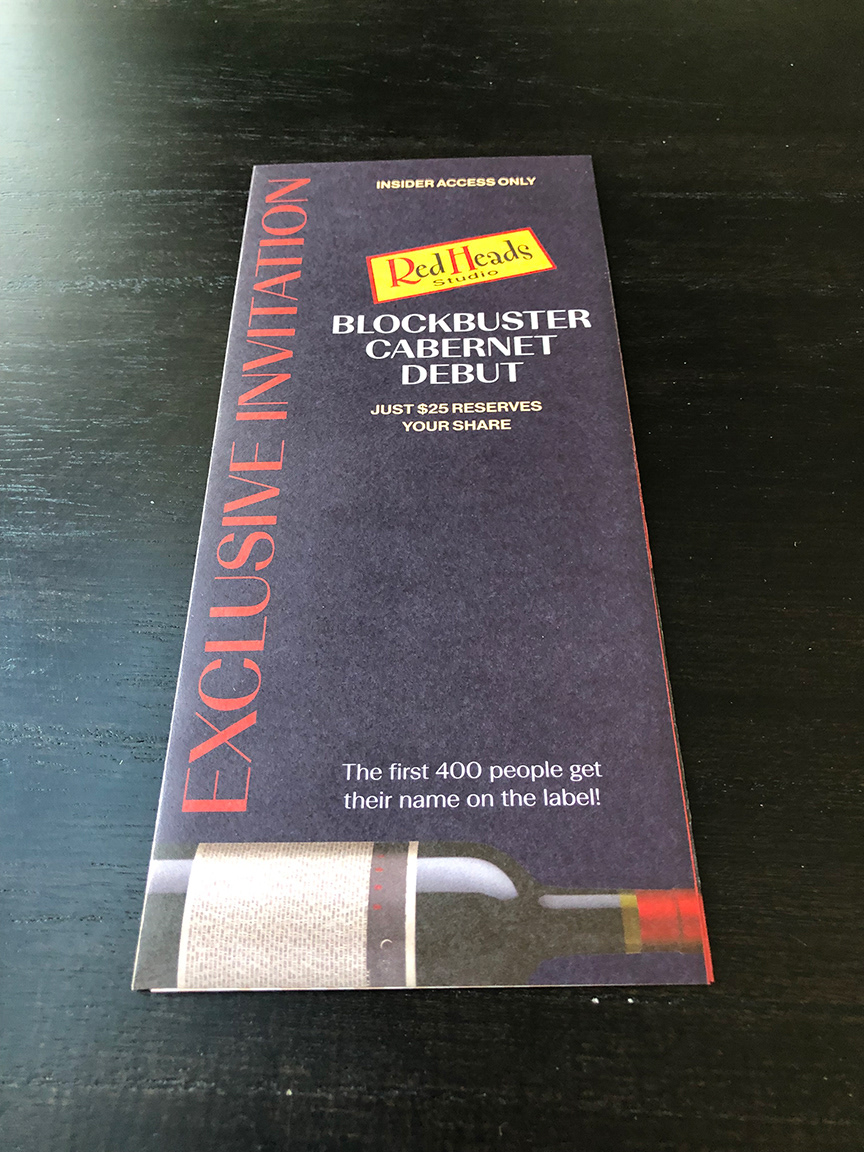 EXCLUSIVE INVITATION
INSIDER ACCESS ONLY
RedHeads
Studio
BLOCKBUSTER
CABERNET
DEBUT
JUST $25 RESERVES
YOUR SHARE
The first 400 people get
their name on the label!